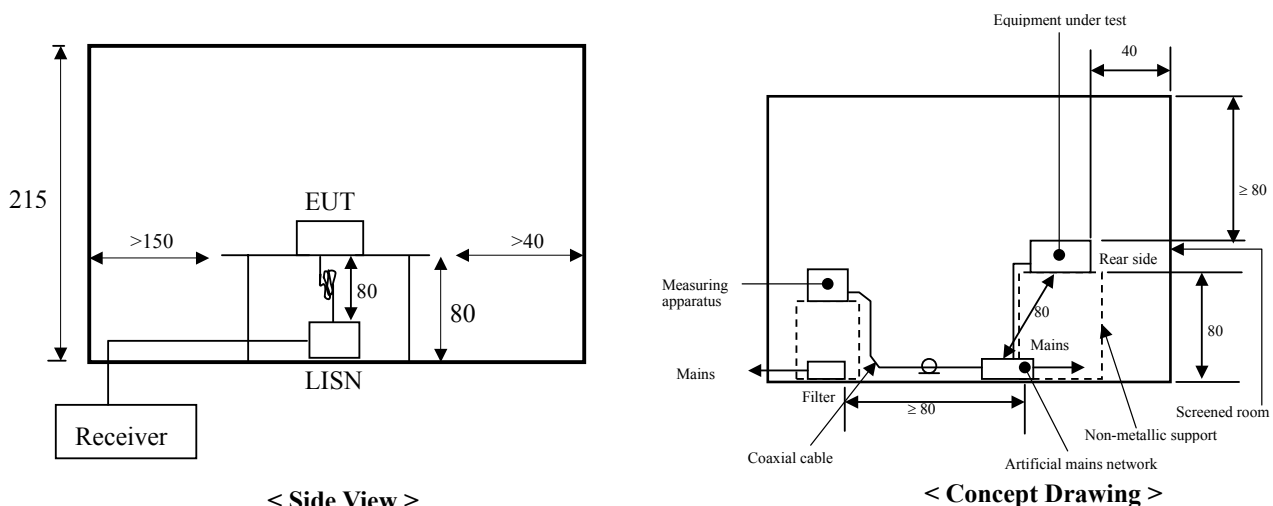 215
EUT
>150
>40
80
80
LISN
Receiver
< Side View >
Equipment under test
40
≥ 80
Rear side
Measuring
apparatus
80
80
Mains
Mains
Filter
≥ 80
Screened room
Non-metallic support
Coaxial cable
Artificial mains network
< Concept Drawing >